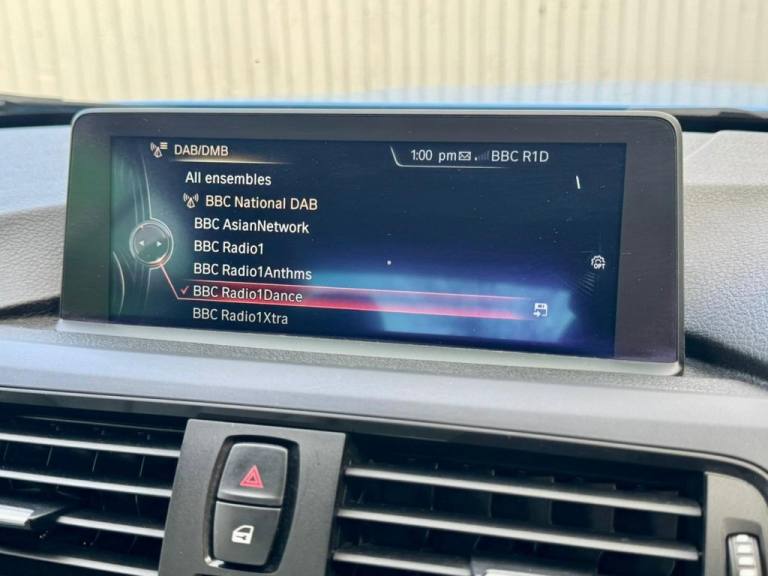 DAB/DMB
1:00 pm BBC R1D
All ensembles
BBC National DAB
BBC AsianNetwork
BBC Radio1
BBC Radio1Anthms
OPT
BBC Radio1Dance
BBC Radio1Xtra